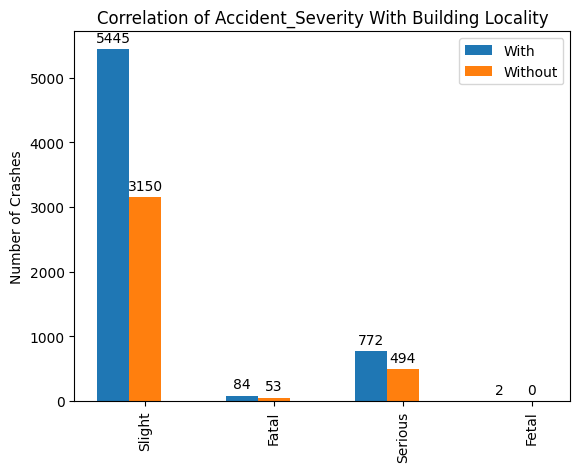 Correlation of Accident_Severity With Building Locality
5445
3150
84
53
772
494
2
0
With
Without
Number of Crashes
5000
4000
3000
2000
1000
0
Slight
Fatal
Serious
Fetal